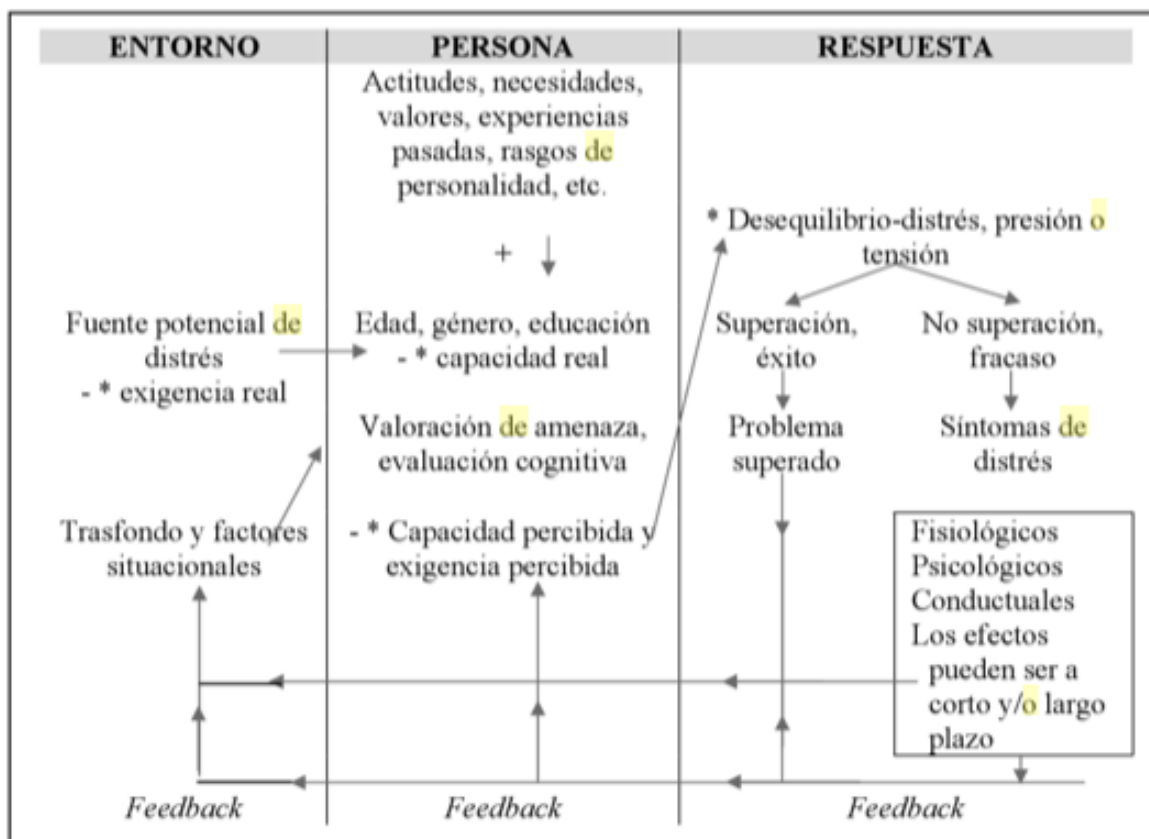 ENTORNO
PERSONA
RESPUESTA
Actitudes, necesidades,
valores, experiencias
pasadas, rasgos de
personalidad, etc.
+
Fuente potencial de
distrés
- * exigencia real
Edad, género, educación
- * capacidad real
Valoración de amenaza,
evaluación cognitiva
Trasfondo y factores
situacionales
- * Capacidad percibida y
exigencia percibida
* Desequilibrio-distrés, presión o
tensión
Superación,
éxito
No superación,
fracaso
Problema
superado
Síntomas de
distrés
Fisiológicos
Psicológicos
Conductuales
Los efectos
pueden ser a
corto y/o largo
plazo
Feedback
Feedback
Feedback